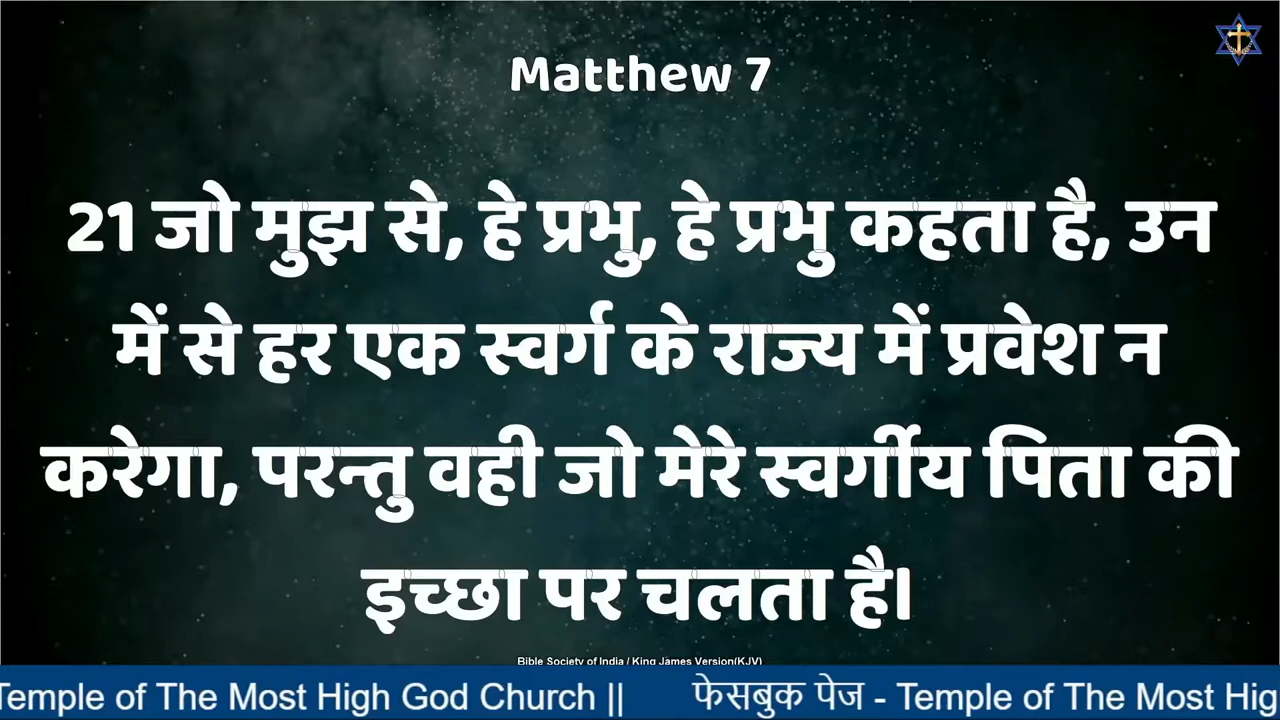 Matthew 7
21 जो मुझ से, हे प्रभु, हे प्रभु कहता है, उन
में से हर एक स्वर्ग के राज्य में प्रवेश न
करेगा, परन्तु वही जो मेरे स्वर्गीय पिता की
इच्छा पर चलता है।
Bible Society of India / King James Version(KJV)
Temple of The Most High God Church || फेसबुक पेज - Temple of The Most Hig